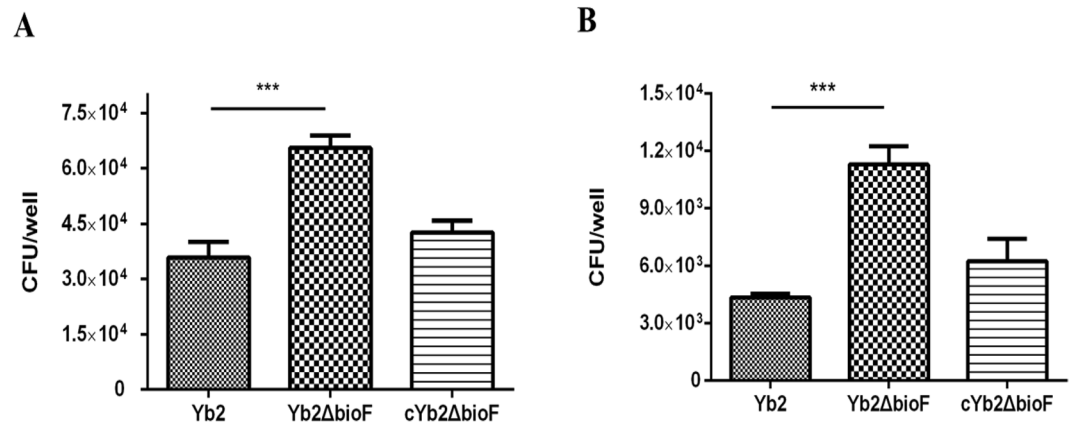 A
***
7.5×10⁴
6.0×10⁴
4.5×10⁴
3.0×10⁴
1.5×10⁴
0
CFU/well
Yb2 Yb2ΔbioF cYb2ΔbioF
B
***
1.5×10⁴
1.2×10⁴
9.0×10³
6.0×10³
3.0×10³
0
CFU/well
Yb2 Yb2ΔbioF cYb2ΔbioF